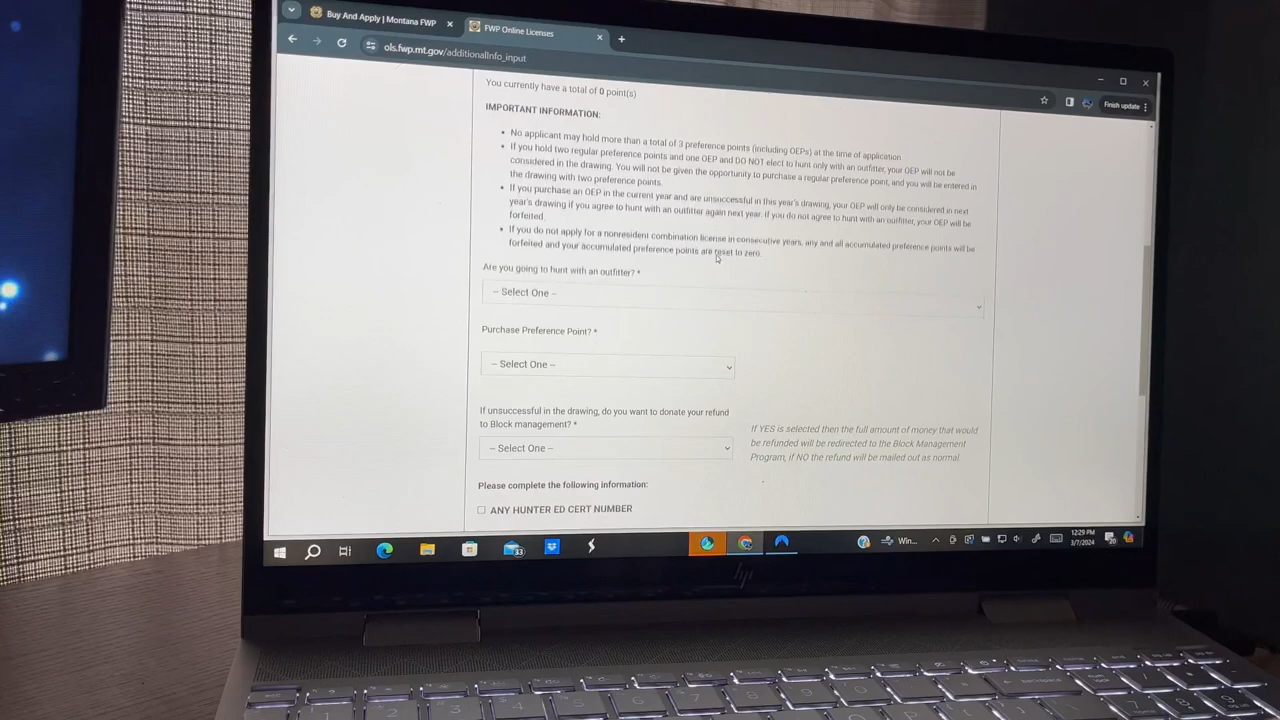 Buy And Apply | Montana FWP
FWP Online Licenses
ols.fwp.mt.gov/additionalInfo_input
Finish update
You currently have a total of 0 point(s)
IMPORTANT INFORMATION:
• No applicant may hold more than a total of 3 preference points (including OEPs) at the time of application
• If you hold two regular preference points and one OEP and DO NOT elect to hunt only with an outfitter, your OEP will not be
considered in the drawing. You will not be given the opportunity to purchase a regular preference point, and you will be entered in
the drawing with two preference points.
• If you purchase an OEP in the current year and are unsuccessful in this year's drawing, your OEP will only be considered in next
year's drawing if you agree to hunt with an outfitter again next year. If you do not agree to hunt with an outfitter, your OEP will be
forfeited.
• If you do not apply for a nonresident combination license in consecutive years, any and all accumulated preference points will be
forfeited and your accumulated preference points are reset to zero.
Are you going to hunt with an outfitter? *
-- Select One --
Purchase Preference Point? *
-- Select One --
If unsuccessful in the drawing, do you want to donate your refund
to Block management? *
-- Select One --
If YES is selected then the full amount of money that would
be refunded will be redirected to the Block Management
Program, if NO the refund will be mailed out as normal.
Please complete the following information:
ANY HUNTER ED CERT NUMBER
33
Win...
12:29 PM
3/7/2024
20
hp